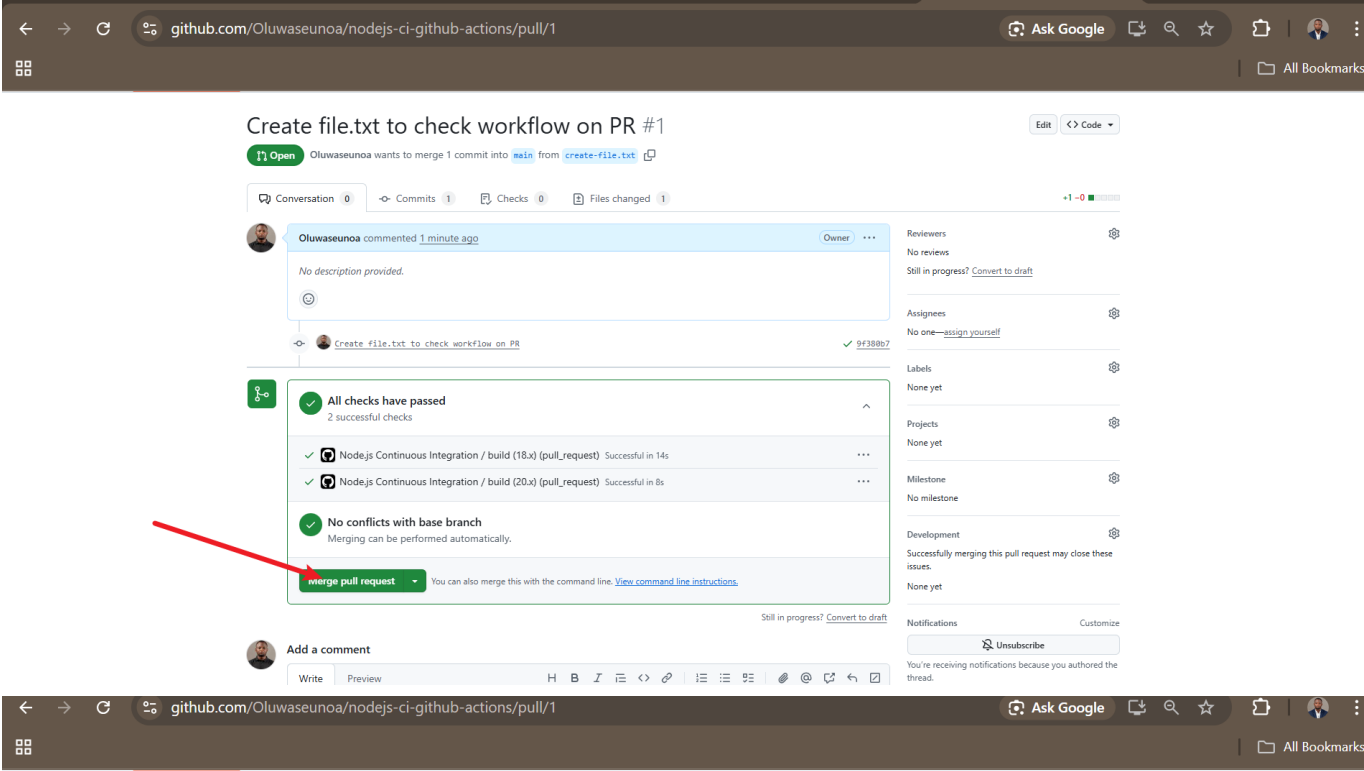 github.com/Oluwaseunoa/nodejs-ci-github-actions/pull/1
Ask Google
All Bookmarks
Create file.txt to check workflow on PR #1
Edit
<> Code
Open
Oluwaseunoa wants to merge 1 commit into main from create-file.txt
Conversation 0
Commits 1
Checks 0
Files changed 1
+1 -0
Oluwaseunoa commented 1 minute ago
Owner
No description provided.
Create file.txt to check workflow on PR
9f380b7
All checks have passed
2 successful checks
Node.js Continuous Integration / build (18.x) (pull_request) Successful in 14s
Node.js Continuous Integration / build (20.x) (pull_request) Successful in 8s
No conflicts with base branch
Merging can be performed automatically.
Merge pull request
You can also merge this with the command line. View command line instructions.
Still in progress? Convert to draft
Add a comment
Write
Preview
H B I
Reviewers
No reviews
Still in progress? Convert to draft
Assignees
No one—assign yourself
Labels
None yet
Projects
None yet
Milestone
No milestone
Development
Successfully merging this pull request may close these
issues.
None yet
Notifications
Customize
Unsubscribe
You're receiving notifications because you authored the
thread.
github.com/Oluwaseunoa/nodejs-ci-github-actions/pull/1
Ask Google
All Bookmarks